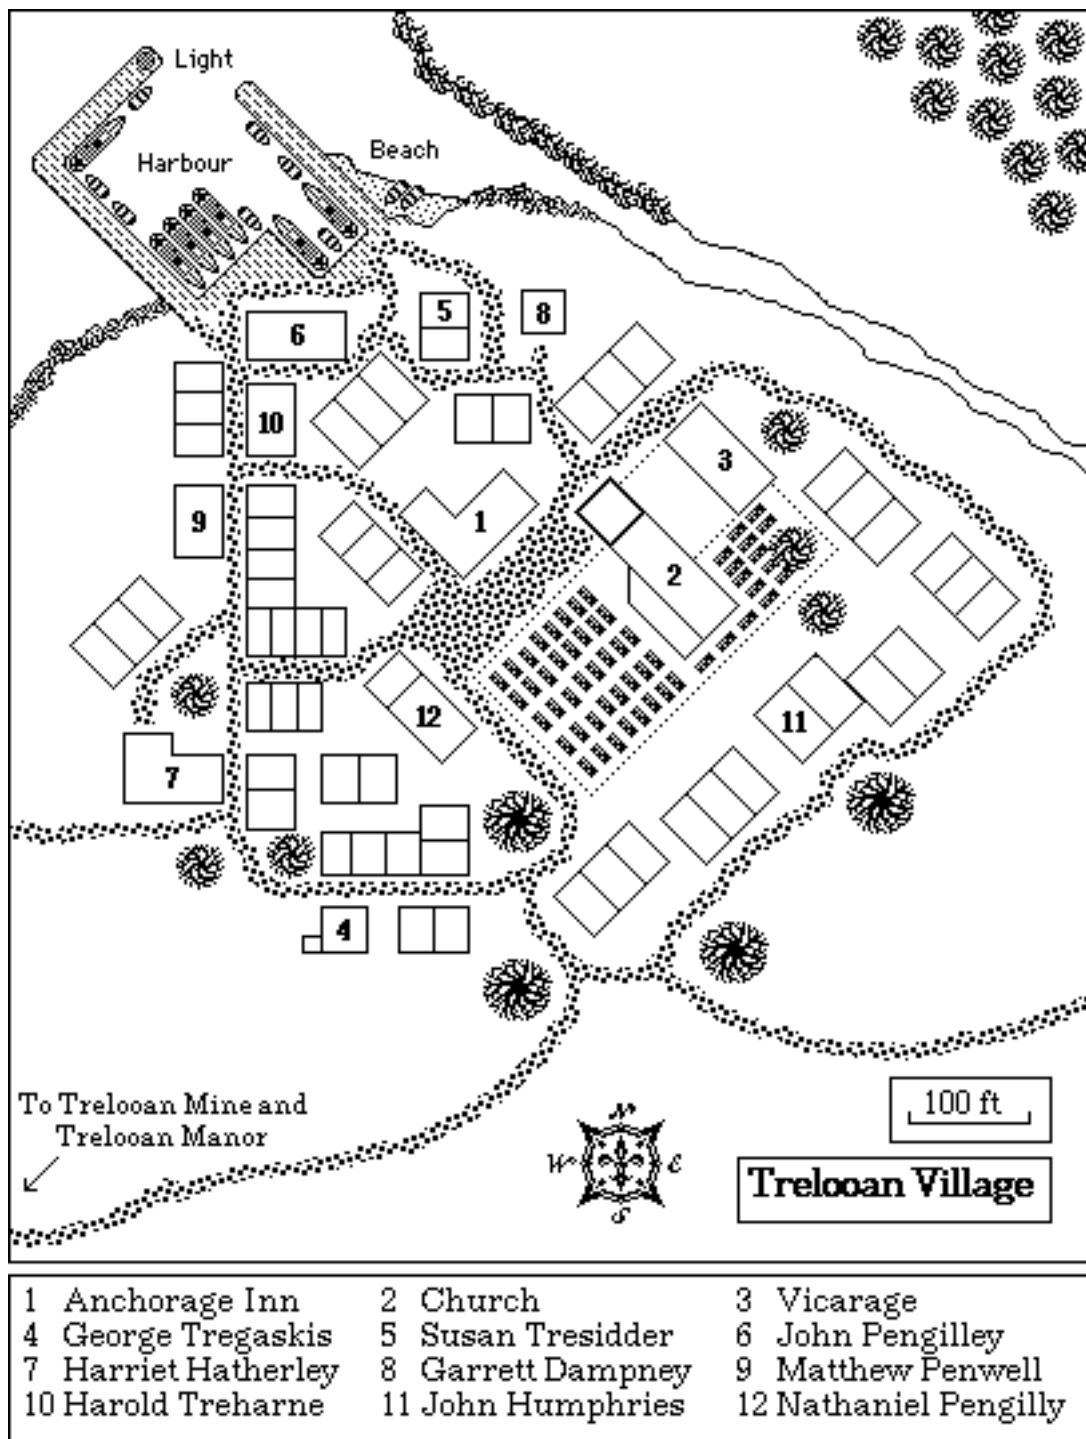 Light
Harbour
Beach
5
8
6
10
3
9
1
2
12
11
7
4
To Trelooan Mine and
Trelooan Manor
100 ft
N
W E
S
Trelooan Village
1 Anchorage Inn 2 Church 3 Vicarage
4 George Tregaskis 5 Susan Tresidder 6 John Pengilley
7 Harriet Hatherley 8 Garrett Dampney 9 Matthew Penwell
10 Harold Treharne 11 John Humphries 12 Nathaniel Pengilly